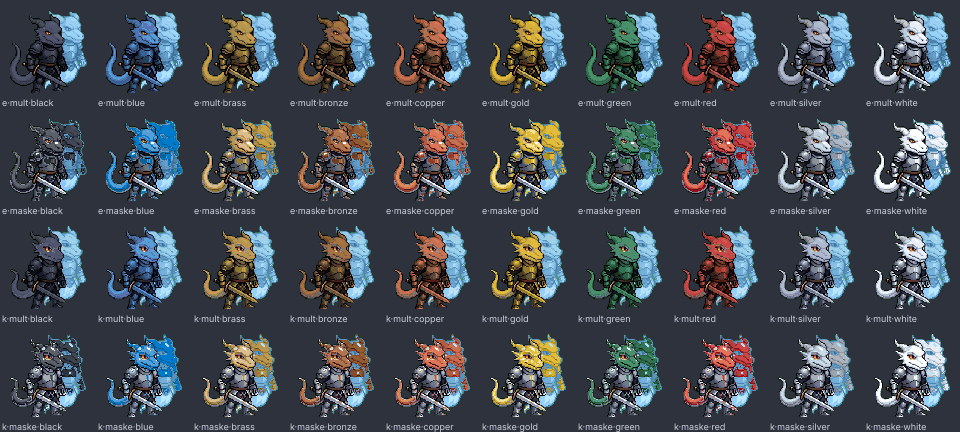 e·mult·black e·mult·blue e·mult·brass e·mult·bronze e·mult·copper e·mult·gold e·mult·green e·mult·red e·mult·silver e·mult·white
e·maske·black e·maske·blue e·maske·brass e·maske·bronze e·maske·copper e·maske·gold e·maske·green e·maske·red e·maske·silver e·maske·white
k·mult·black k·mult·blue k·mult·brass k·mult·bronze k·mult·copper k·mult·gold k·mult·green k·mult·red k·mult·silver k·mult·white
k·maske·black k·maske·blue k·maske·brass k·maske·bronze k·maske·copper k·maske·gold k·maske·green k·maske·red k·maske·silver k·maske·white